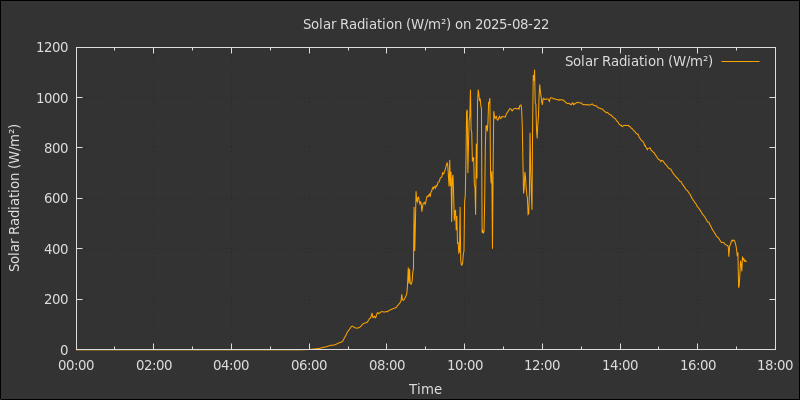 Solar Radiation (W/m²) on 2025-08-22
Solar Radiation (W/m²)
Solar Radiation (W/m²)
1200
1000
800
600
400
200
0
00:00 02:00 04:00 06:00 08:00 10:00 12:00 14:00 16:00 18:00
Time